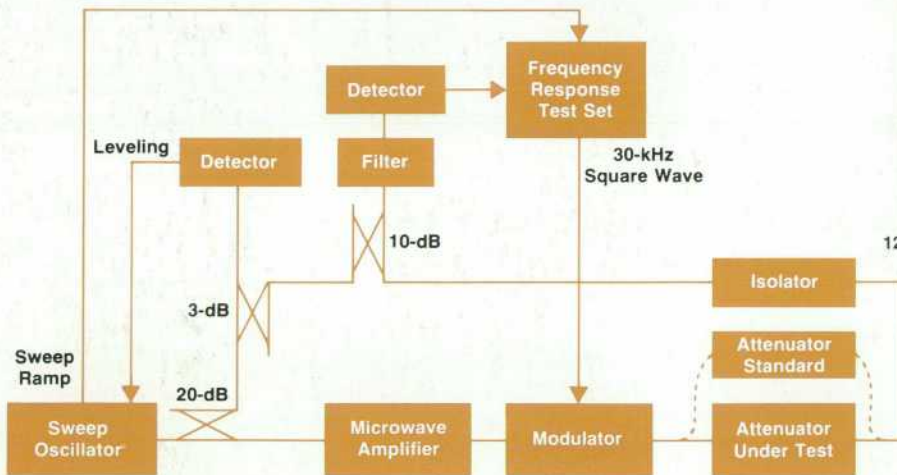 Frequency
Response
Test Set
Detector
Leveling
Detector
Filter
30-kHz
Square Wave
10-dB
12
Isolator
3-dB
Attenuator
Standard
Sweep
Ramp
20-dB
Sweep
Oscillator
Microwave
Amplifier
Modulator
Attenuator
Under Test